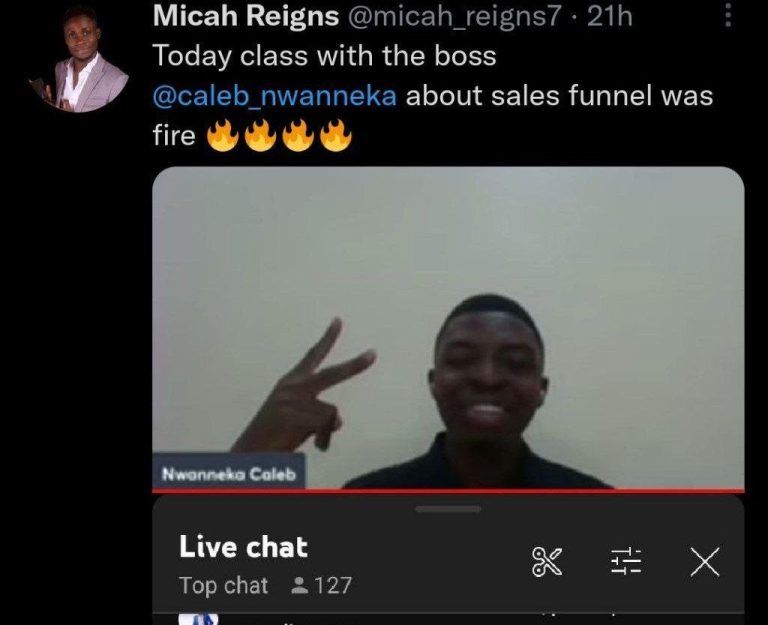 Micah Reigns @micah_reigns7 · 21h
Today class with the boss
@caleb_nwanneka about sales funnel was
fire 🔥🔥🔥🔥
Nwanneka Caleb
Live chat
Top chat 127